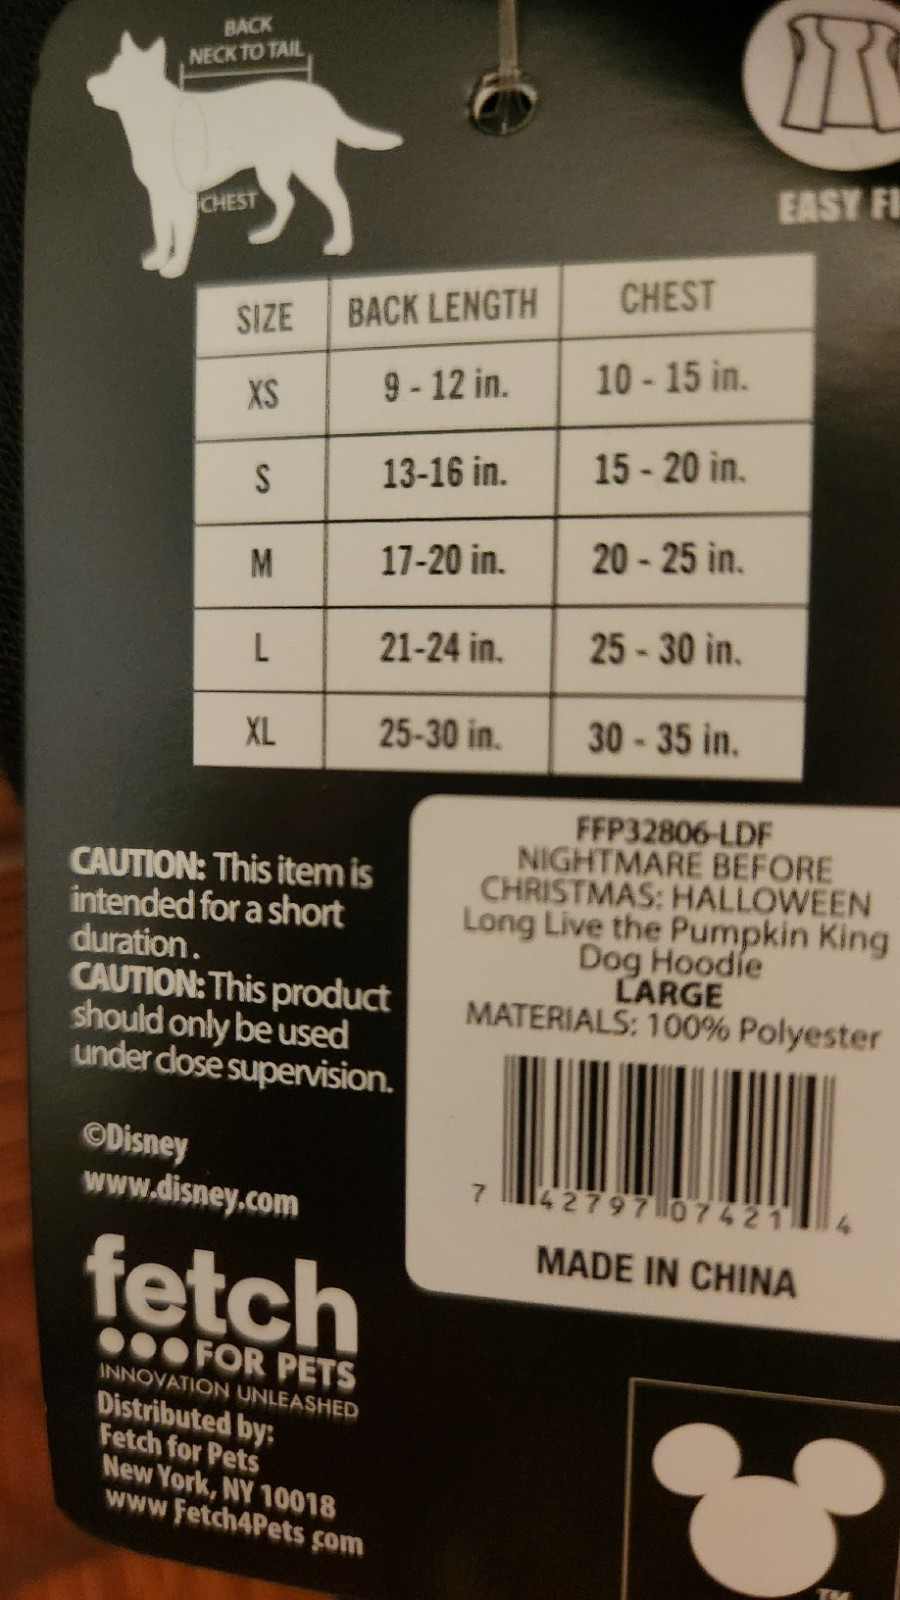 BACK
NECK TO TAIL
CHEST
EASY
SIZE BACK LENGTH CHEST
XS 9 - 12 in. 10 - 15 in.
S 13-16 in. 15 - 20 in.
M 17-20 in. 20 - 25 in.
L 21-24 in. 25 - 30 in.
XL 25-30 in. 30 - 35 in.
CAUTION: This item is
intended for a short
duration.
CAUTION: This product
should only be used
under close supervision.
©Disney
www.disney.com
fetch
FOR PETS
INNOVATION UNLEASHED
Distributed by:
Fetch for Pets
New York, NY 10018
www.Fetch4Pets.com
FFP32806-LDF
NIGHTMARE BEFORE
CHRISTMAS: HALLOWEEN
Long Live the Pumpkin King
Dog Hoodie
LARGE
MATERIALS: 100% Polyester
7 42797 07421 4
MADE IN CHINA
TM